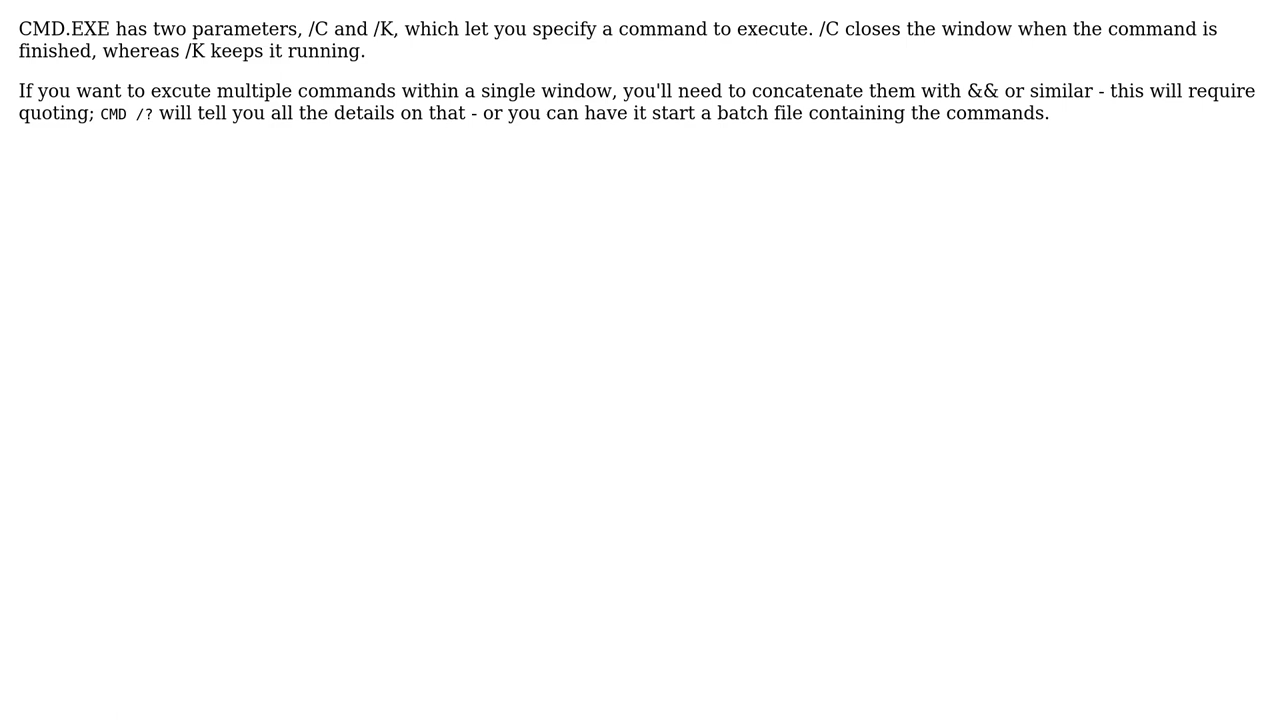 CMD.EXE has two parameters, /C and /K, which let you specify a command to execute. /C closes the window when the command is
finished, whereas /K keeps it running.
If you want to excute multiple commands within a single window, you'll need to concatenate them with && or similar - this will require
quoting; CMD /? will tell you all the details on that - or you can have it start a batch file containing the commands.